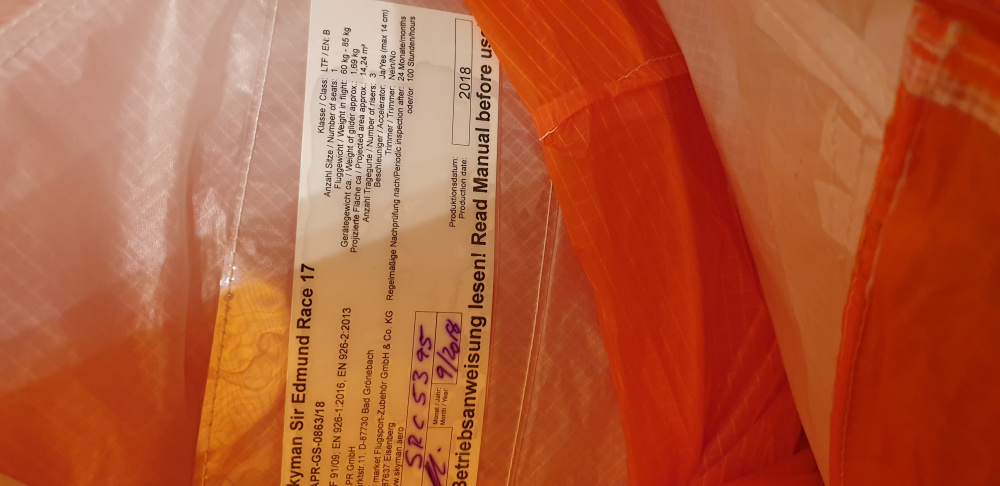 kyman Sir Edmund Race 17
APR-GS-0863/18
F 91/09, EN 926-1:2016, EN 926-2:2013
PR GmbH
rktstr.11, D-87730 Bad Grönebach
market Flugsport-Zubehör GmbH & Co. KG
87637 Eisenberg
w.skyman.aero
SRC 5395
Monat / Jahr:
Month / Year:
9/2018
Klasse / Class: LTF / EN: B
Anzahl Sitze / Number of seats: 1
Fluggewicht / Weight in flight: 60 kg - 85 kg
Gerätegewicht ca. / Weight of glider approx.: 1,69 kg
Projizierte Fläche ca / Projected area approx.: 14,24 m²
Anzahl Tragegurte / Number of risers: 3
Beschleuniger / Accelerator: Ja/Yes (max 14 cm)
Trimmer / Trimmer: Nein/No
Regelmäßige Nachprüfung nach/Periodic inspection after: 24 Monate/months
oder/or 100 Stunden/hours
Produktionsdatum:
Production date:
2018
Betriebsanweisung lesen! Read Manual before use